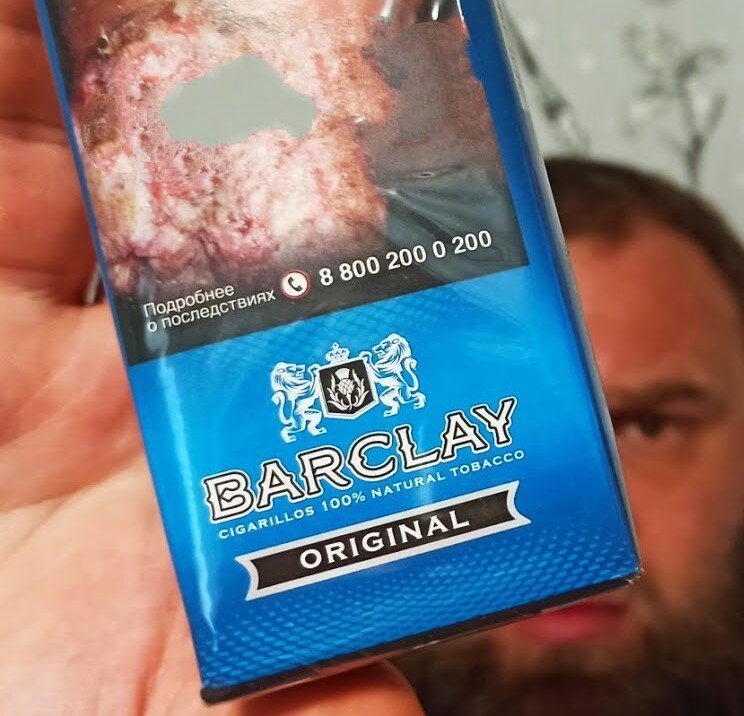 Подробнее
о последствиях
8 800 200 0 200
BARCLAY
CIGARILLOS 100% NATURAL TOBACCO
ORIGINAL